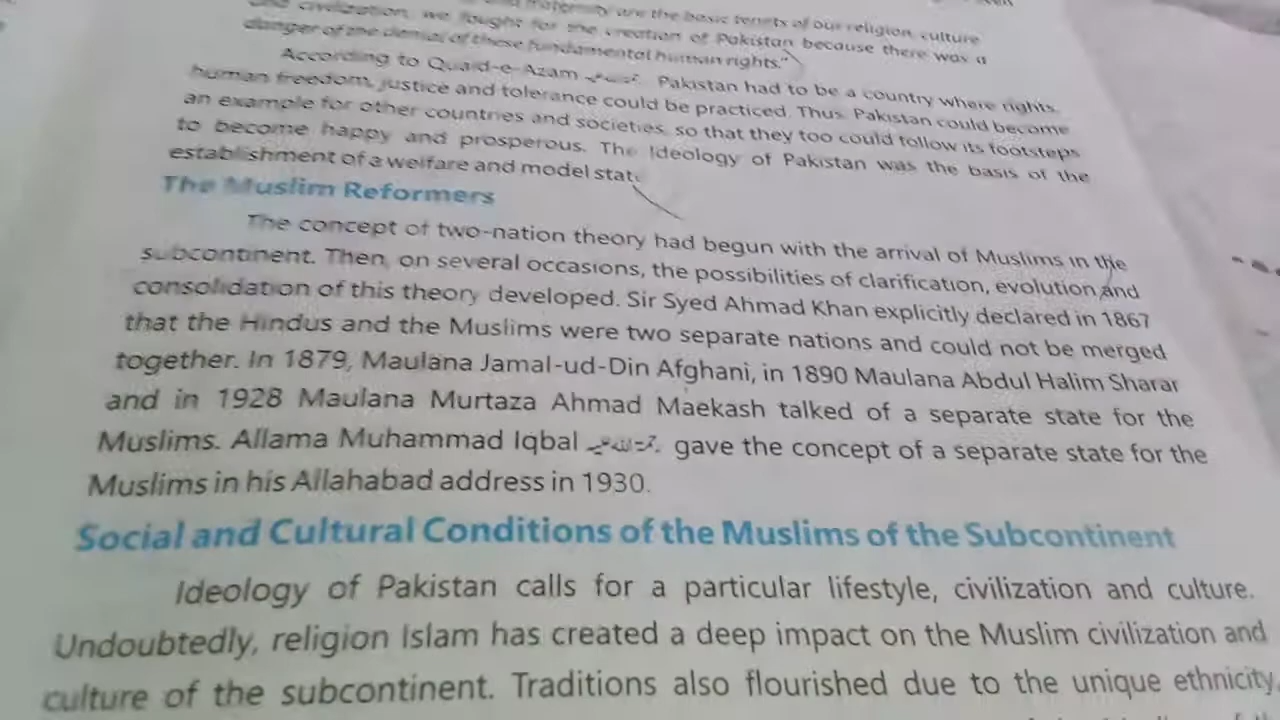 fraternity are the basic tenets of our religion, culture
and civilization, we fought for the creation of Pakistan because there was a
danger of the denial of these fundamental human rights."
According to Quaid-e-Azam Pakistan had to be a country where rights,
human freedom, justice and tolerance could be practiced. Thus, Pakistan could become
an example for other countries and societies, so that they too could follow its footsteps
to become happy and prosperous. The Ideology of Pakistan was the basis of the
establishment of a welfare and model state.
The Muslim Reformers
The concept of two-nation theory had begun with the arrival of Muslims in the
subcontinent. Then, on several occasions, the possibilities of clarification, evolution and
consolidation of this theory developed. Sir Syed Ahmad Khan explicitly declared in 1867
that the Hindus and the Muslims were two separate nations and could not be merged
together. In 1879, Maulana Jamal-ud-Din Afghani, in 1890 Maulana Abdul Halim Sharar
and in 1928 Maulana Murtaza Ahmad Maekash talked of a separate state for the
Muslims. Allama Muhammad Iqbal gave the concept of a separate state for the
Muslims in his Allahabad address in 1930.
Social and Cultural Conditions of the Muslims of the Subcontinent
Ideology of Pakistan calls for a particular lifestyle, civilization and culture.
Undoubtedly, religion Islam has created a deep impact on the Muslim civilization and
culture of the subcontinent. Traditions also flourished due to the unique ethnicity,